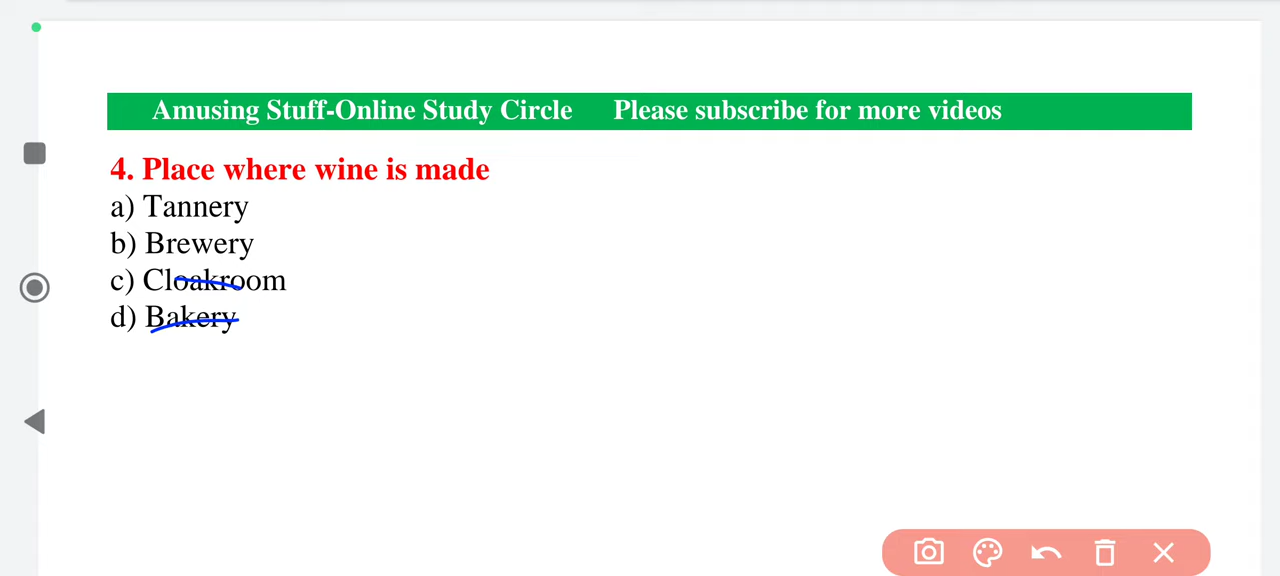 Amusing Stuff-Online Study Circle Please subscribe for more videos
4. Place where wine is made
a) Tannery
b) Brewery
c) Cloakroom
d) Bakery